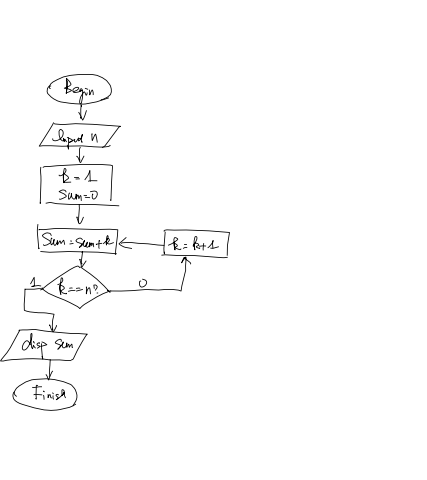 Begin
Input n
k = 1
Sum=0
Sum=Sum+k
k = k+1
k==n?
1
0
disp sum
Finish